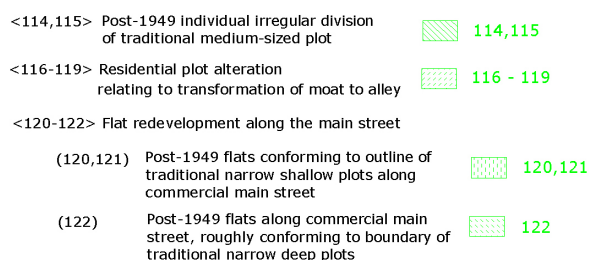 <114,115> Post-1949 individual irregular division
of traditional medium-sized plot
114,115
<116-119> Residential plot alteration
relating to transformation of moat to alley
116 - 119
<120-122> Flat redevelopment along the main street
(120,121) Post-1949 flats conforming to outline of
traditional narrow shallow plots along
commercial main street
120,121
(122) Post-1949 flats along commercial main
street, roughly conforming to boundary of
traditional narrow deep plots
122